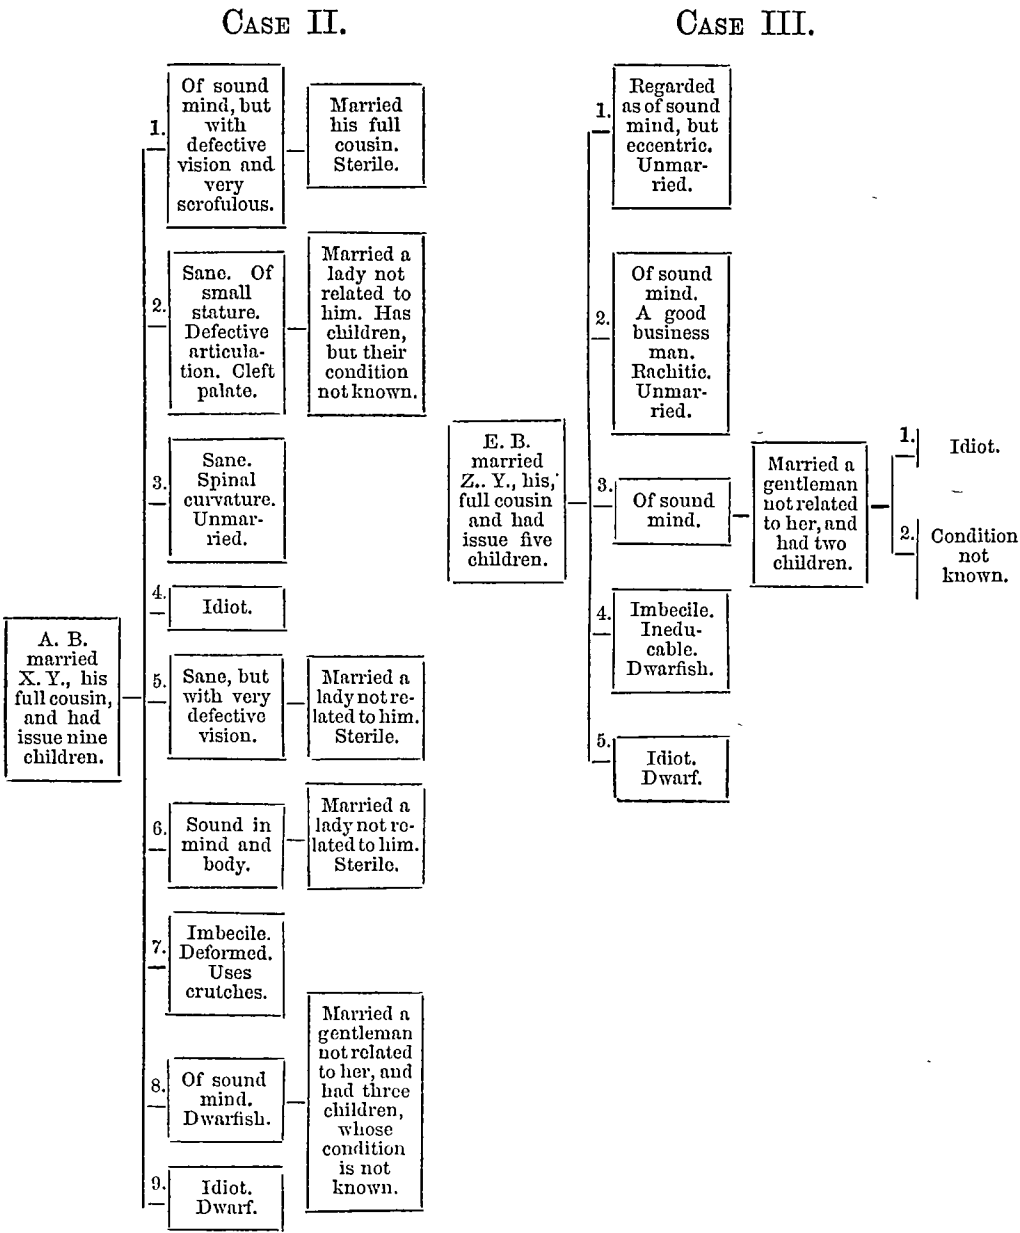 CASE II.
A. B.
married
X. Y., his
full cousin,
and had
issue nine
children.
1.
Of sound
mind, but
with
defective
vision and
very
scrofulous.
Married
his full
cousin.
Sterile.
2.
Sane. Of
small
stature.
Defective
articula-
tion. Cleft
palate.
Married a
lady not
related to
him. Has
children,
but their
condition
not known.
3.
Sane.
Spinal
curvature.
Unmar-
ried.
4.
Idiot.
5.
Sane, but
with very
defective
vision.
Married a
lady not re-
lated to him.
Sterile.
6.
Sound in
mind and
body.
Married a
lady not re-
lated to him.
Sterile.
7.
Imbecile.
Deformed.
Uses
crutches.
8.
Of sound
mind.
Dwarfish.
Married a
gentleman
not related
to her, and
had three
children,
whose
condition
is not
known.
9.
Idiot.
Dwarf.
CASE III.
E. B.
married
Z.. Y., his,
full cousin
and had
issue five
children.
1.
Regarded
as of sound
mind, but
eccentric.
Unmar-
ried.
2.
Of sound
mind.
A good
business
man.
Rachitic.
Unmar-
ried.
3.
Of sound
mind.
Married a
gentleman
not related
to her, and
had two
children.
1.
Idiot.
2.
Condition
not
known.
4.
Imbecile.
Inedu-
cable.
Dwarfish.
5.
Idiot.
Dwarf.